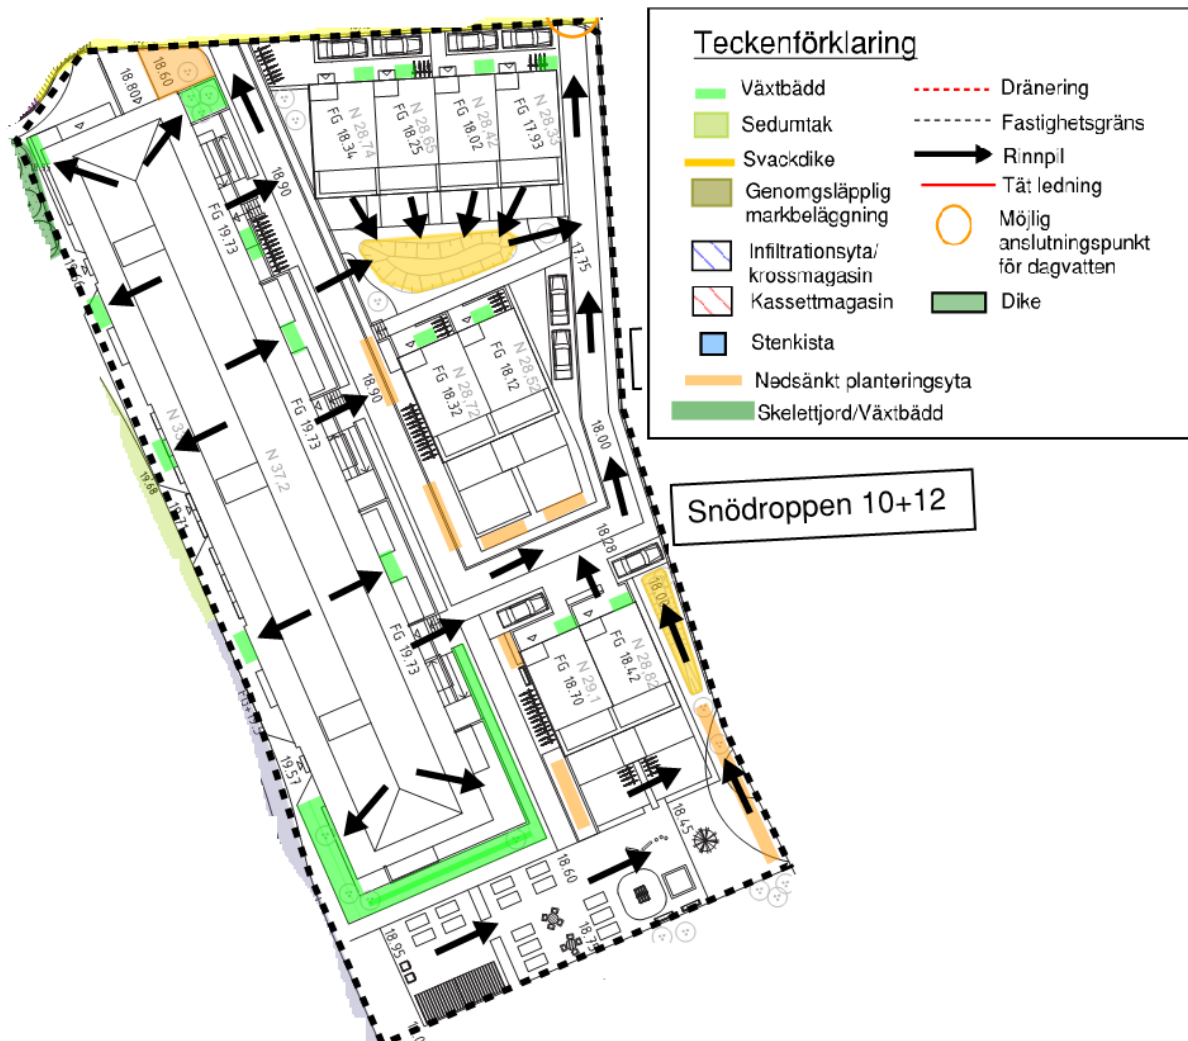 Teckenförklaring
Växtbädd
Sedumtak
Svackdike
Genomgsläpplig
markbeläggning
Infiltrationsyta/
krossmagasin
Kassettmagasin
Stenkista
Nedsänkt planteringsyta
Skelettjord/Växtbädd
Dränering
Fastighetsgräns
Rinnpil
Tät ledning
Möjlig
anslutningspunkt
för dagvatten
Dike
Snödroppen 10+12
18.60
18.80
18.90
N 28,74
FG 18.34
N 28,65
FG 18.25
N 28,42
FG 18.02
N 28,33
FG 17.93
17.75
FG 19.73
18.90
N 28,72
FG 18.32
N 28,52
FG 18.12
18.00
FG 19.73
N 37,2
19.68
18.28
18.00
FG 19.73
N 29,1
FG 18.70
N 28,82
FG 18.42
19.57
18.45
18.60
18.75
18.95